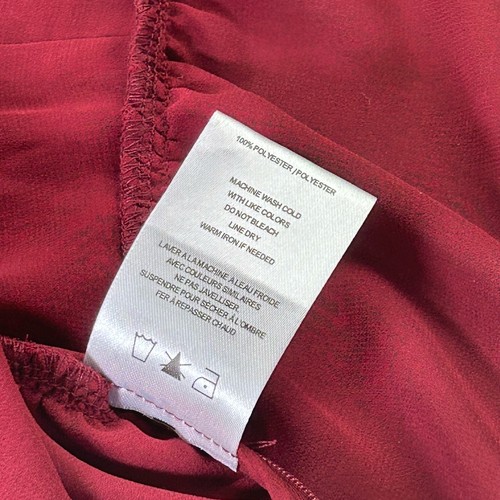 100% POLYESTER / POLYESTER
MACHINE WASH COLD
WITH LIKE COLORS
DO NOT BLEACH
LINE DRY
WARM IRON IF NEEDED
LAVER A LA MACHINE À L'EAU FROIDE
AVEC COULEURS SIMILAIRES
NE PAS JAVELLISER.
SUSPENDRE POUR SÉCHER À L'OMBRE
FER À REPASSER CHAUD